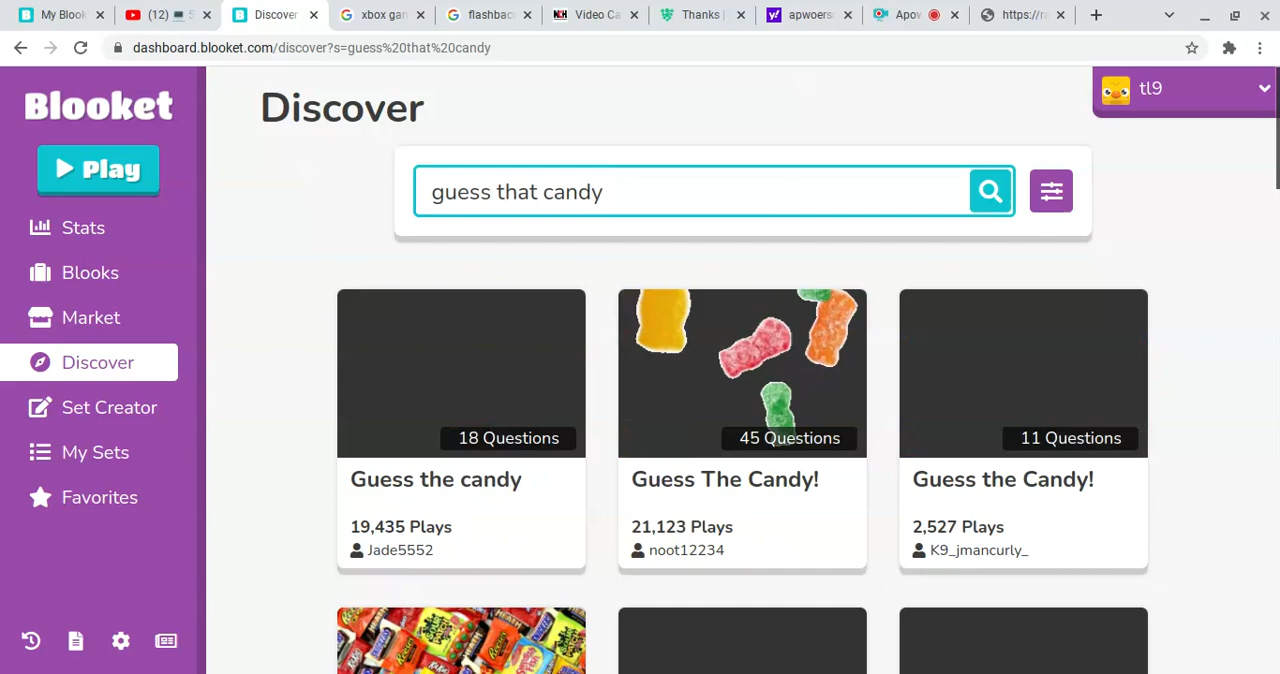 My Blook
(12)
Discover
xbox gan
flashbac
Video Ca
Thanks |
apwoers
Apow
https://r
dashboard.blooket.com/discover?s=guess%20that%20candy
Blooket
Discover
tl9
Play
guess that candy
Stats
Blooks
Market
Discover
Set Creator
My Sets
Favorites
18 Questions
45 Questions
11 Questions
Guess the candy
Guess The Candy!
Guess the Candy!
19,435 Plays
21,123 Plays
2,527 Plays
Jade5552
noot12234
K9_jmancurly_